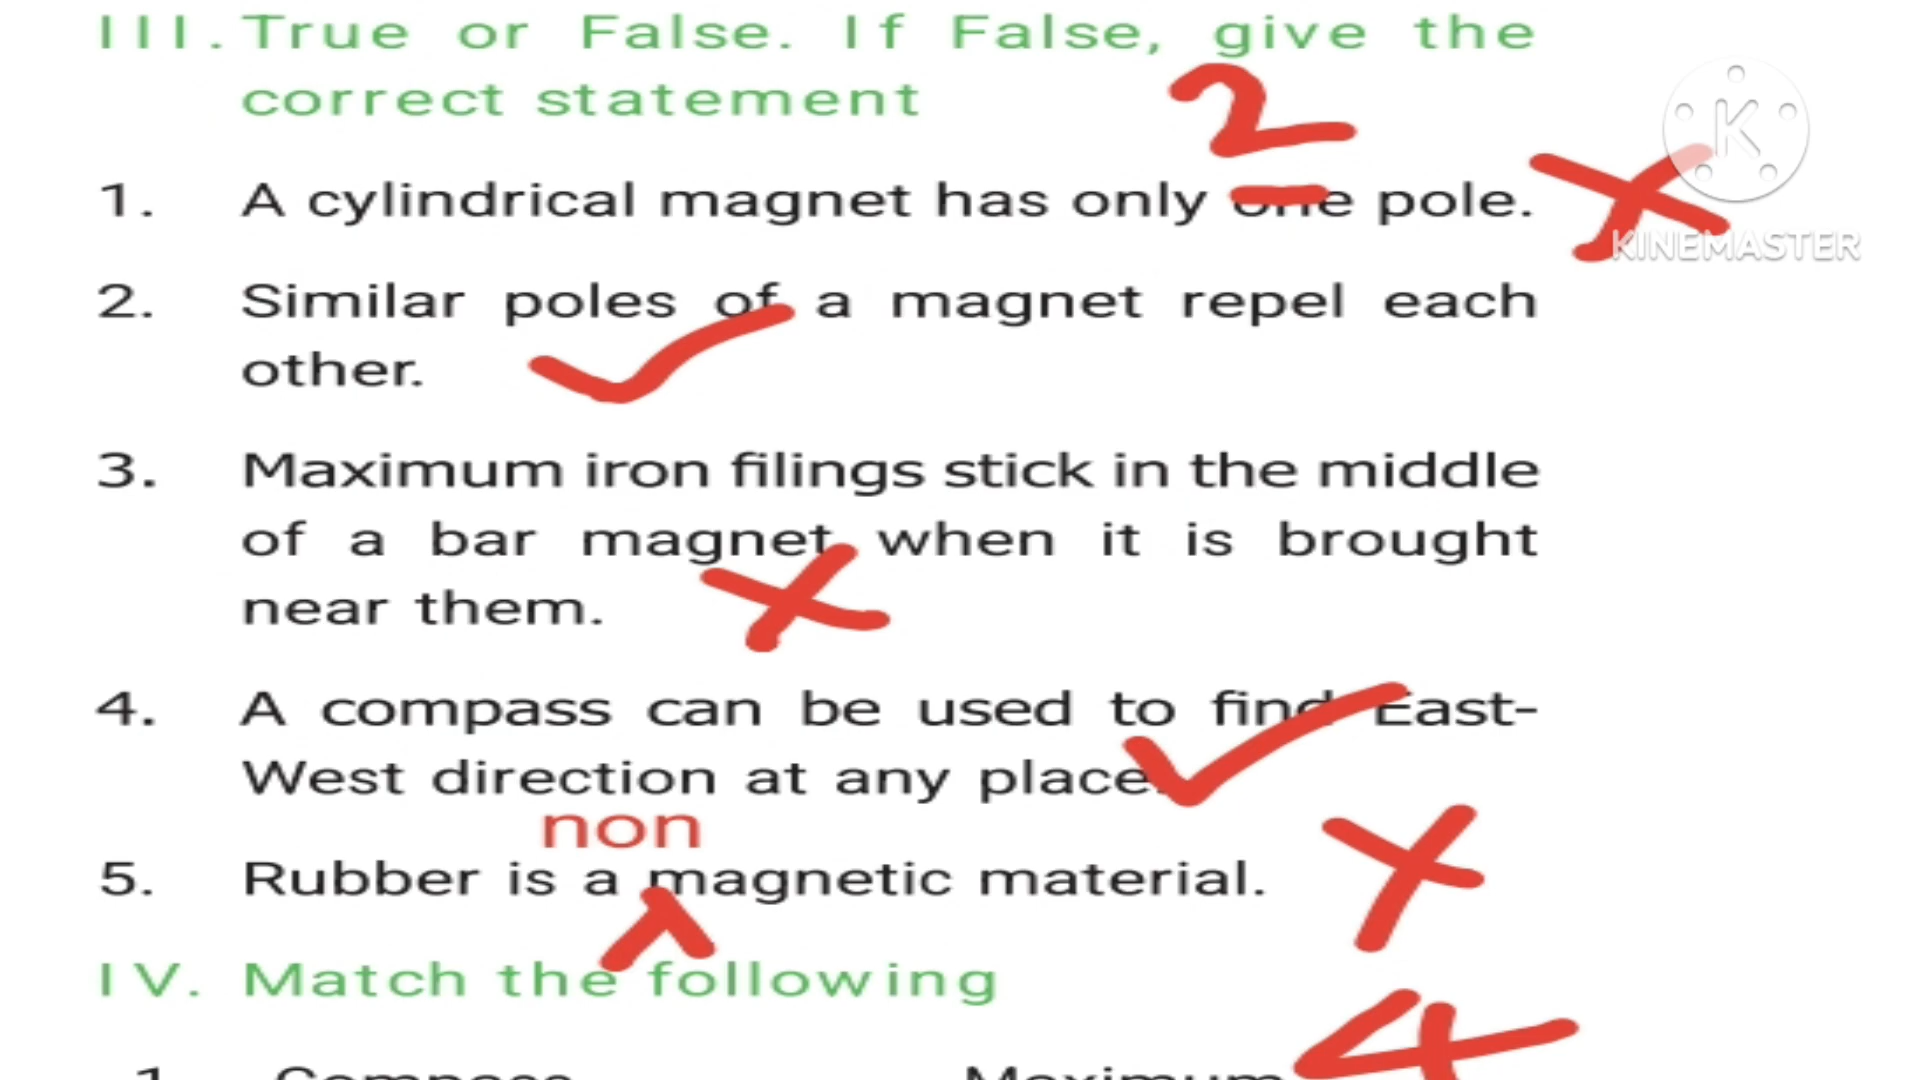 III. True or False. If False, give the
correct statement
2
1. A cylindrical magnet has only one pole.
K
KINEMASTER
2. Similar poles of a magnet repel each
other.
3. Maximum iron filings stick in the middle
of a bar magnet when it is brought
near them.
4. A compass can be used to find East-
West direction at any place.
non
5. Rubber is a magnetic material.
IV. Match the following
4
1. Compass Maximum